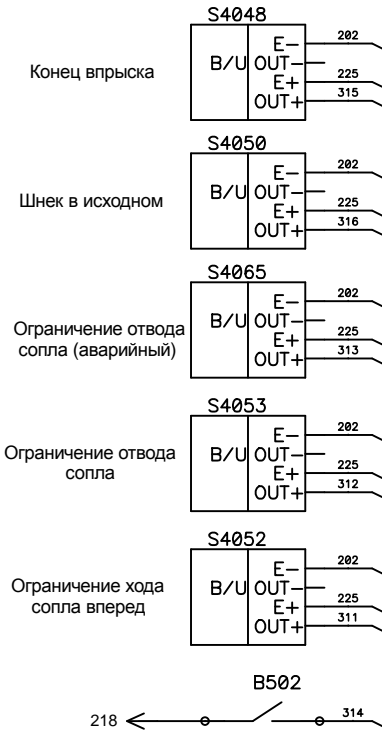 S4048
Конец впрыска
B/U
E-
OUT-
E+
OUT+
202
225
315
S4050
Шнек в исходном
B/U
E-
OUT-
E+
OUT+
202
225
316
S4065
Ограничение отвода
сопла (аварийный)
B/U
E-
OUT-
E+
OUT+
202
225
313
S4053
Ограничение отвода
сопла
B/U
E-
OUT-
E+
OUT+
202
225
312
S4052
Ограничение хода
сопла вперед
B/U
E-
OUT-
E+
OUT+
202
225
311
B502
218
314